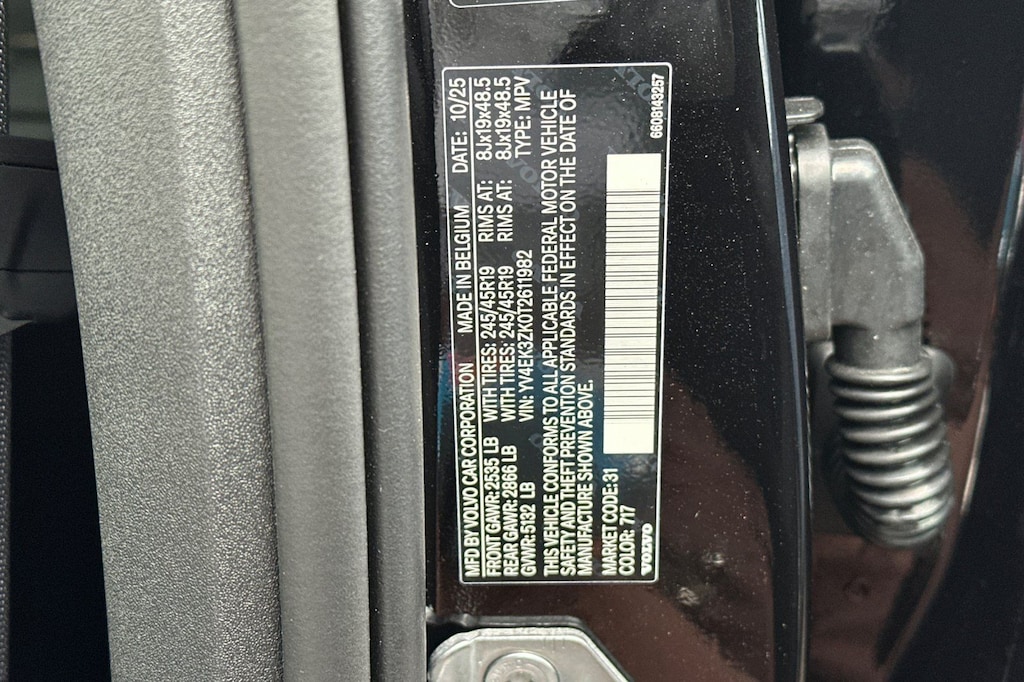 MFD BY VOLVO CAR CORPORATION MADE IN BELGIUM DATE: 10/25
FRONT GAWR: 2535 LB WITH TIRES: 245/45R19 RIMS AT: 8Jx19x48.5
REAR GAWR: 2866 LB WITH TIRES: 245/45R19 RIMS AT: 8Jx19x48.5
GVWR: 5132 LB VIN: YV4EK3ZK0T2611982 TYPE: MPV
THIS VEHICLE CONFORMS TO ALL APPLICABLE FEDERAL MOTOR VEHICLE
SAFETY AND THEFT PREVENTION STANDARDS IN EFFECT ON THE DATE OF
MANUFACTURE SHOWN ABOVE.
MARKET CODE:31
COLOR: 717
VOLVO 6608143257